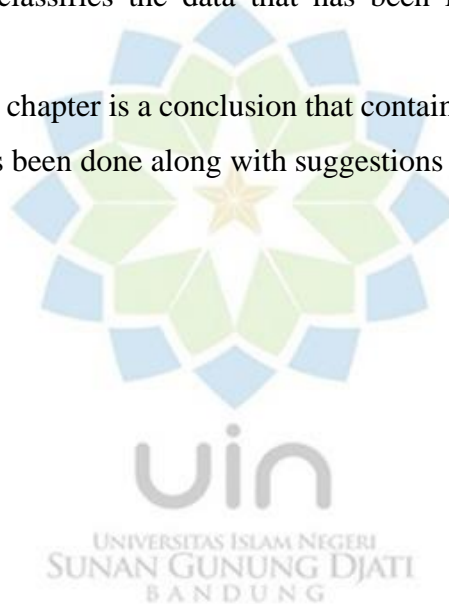 classifies the data that has been
chapter is a conclusion that contain
been done along with suggestions
uin
UNIVERSITAS ISLAM NEGERI
SUNAN GUNUNG DJATI
BANDUNG